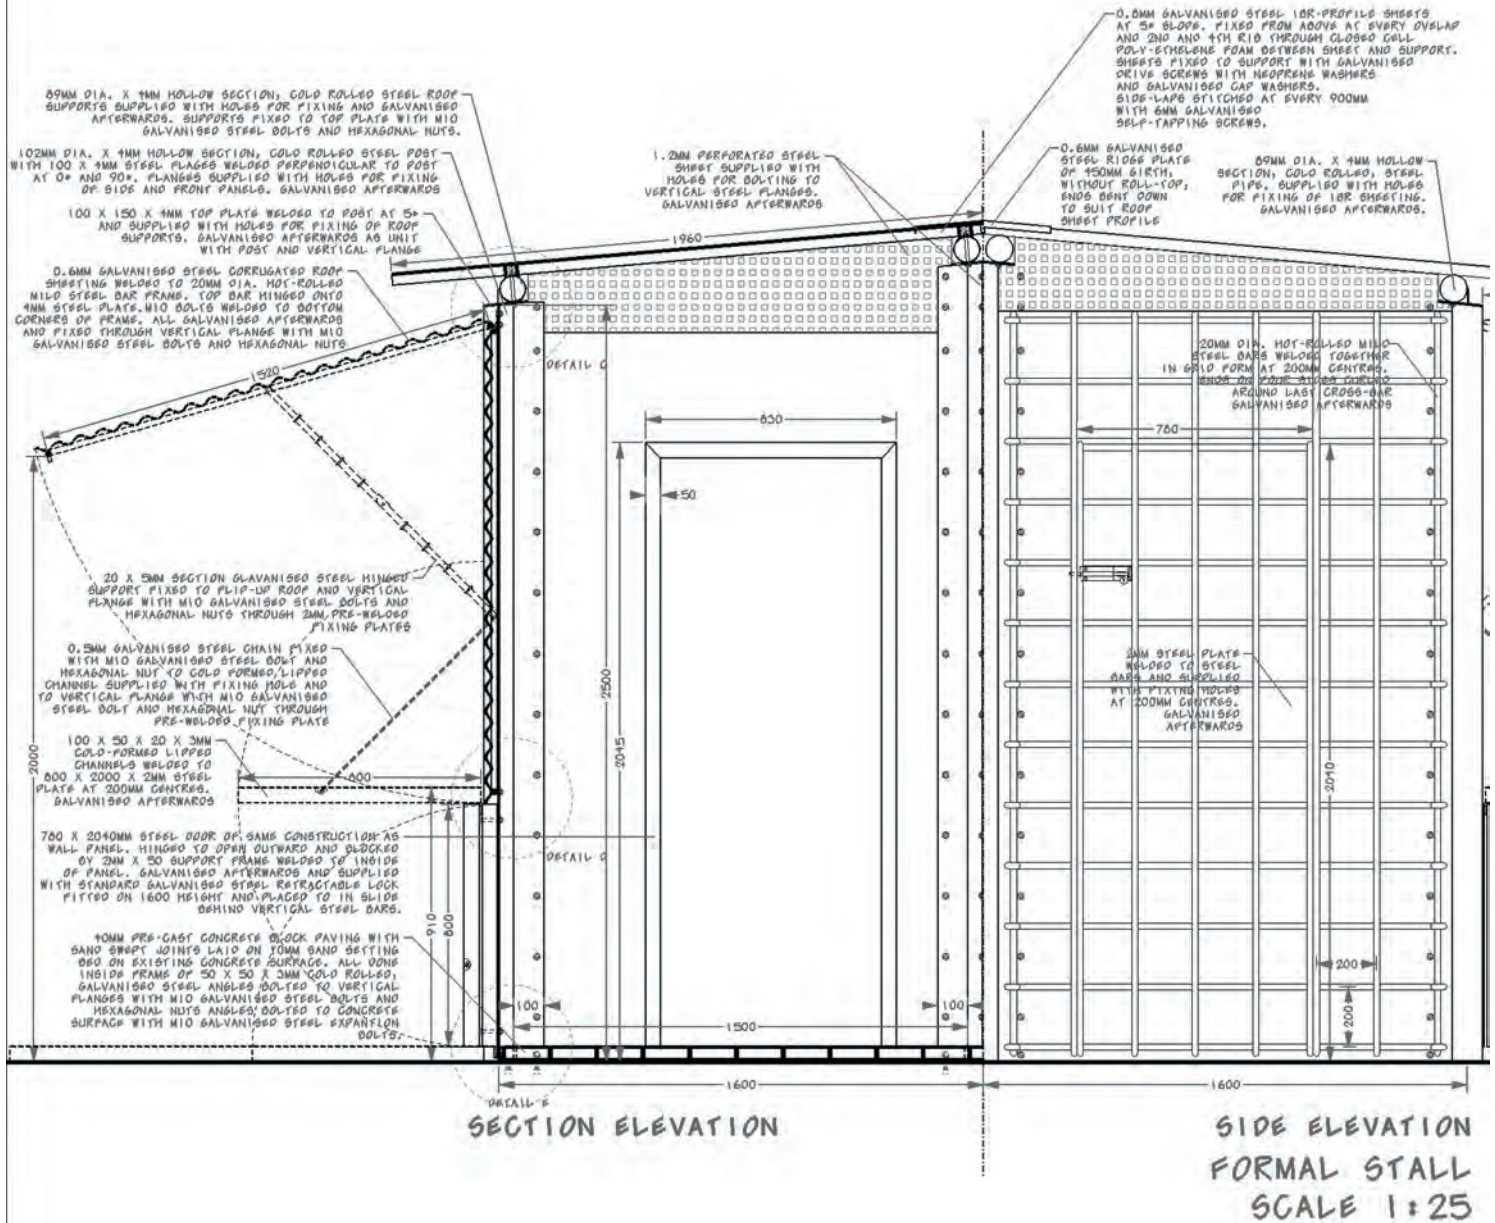 0.8MM GALVANISED STEEL IBR-PROFILE SHEETS
AT 5° SLOPE. FIXED FROM ABOVE AT EVERY OVELAP
AND 2ND AND 4TH RIB THROUGH CLOSED CELL
POLY-ETHELENE FOAM BETWEEN SHEET AND SUPPORT.
SHEETS FIXED TO SUPPORT WITH GALVANISED
DRIVE SCREWS WITH NEOPRENE WASHERS
AND GALVANISED CAP WASHERS.
SIDE-LAPS STITCHED AT EVERY 900MM
WITH 6MM GALVANISED
SELF-TAPPING SCREWS.
89MM DIA. X 4MM HOLLOW SECTION, COLD ROLLED STEEL ROOF
SUPPORTS SUPPLIED WITH HOLES FOR FIXING AND GALVANISED
AFTERWARDS. SUPPORTS FIXED TO TOP PLATE WITH M10
GALVANISED STEEL BOLTS AND HEXAGONAL NUTS.
102MM DIA. X 4MM HOLLOW SECTION, COLD ROLLED STEEL POST
WITH 100 X 4MM STEEL FLAGES WELDED PERPENDICULAR TO POST
AT 0° AND 90°. FLANGES SUPPLIED WITH HOLES FOR FIXING
OF SIDE AND FRONT PANELS. GALVANISED AFTERWARDS
100 X 150 X 4MM TOP PLATE WELDED TO POST AT 5°
AND SUPPLIED WITH HOLES FOR FIXING OF ROOF
SUPPORTS. GALVANISED AFTERWARDS AS UNIT
WITH POST AND VERTICAL FLANGE
0.6MM GALVANISED STEEL CORRUGATED ROOF
SHEETING WELDED TO 20MM DIA. HOT-ROLLED
MILD STEEL BAR FRAME. TOP BAR HINGED ONTO
4MM STEEL PLATE. M10 BOLTS WELDED TO BOTTOM
CORNERS OF FRAME. ALL GALVANISED AFTERWARDS
AND FIXED THROUGH VERTICAL FLANGE WITH M10
GALVANISED STEEL BOLTS AND HEXAGONAL NUTS
1.2MM PERFORATED STEEL
SHEET SUPPLIED WITH
HOLES FOR BOLTING TO
VERTICAL STEEL FLANGES.
GALVANISED AFTERWARDS
0.6MM GALVANISED
STEEL RIDGE PLATE
OF 450MM GIRTH,
WITHOUT ROLL-TOP,
ENDS BENT DOWN
TO SUIT ROOF
SHEET PROFILE
89MM DIA. X 4MM HOLLOW
SECTION, COLD ROLLED, STEEL
PIPE. SUPPLIED WITH HOLES
FOR FIXING OF IBR SHEETING.
GALVANISED AFTERWARDS.
1960
1520
DETAIL C
20MM DIA. HOT-ROLLED MILD
STEEL BARS WELDED TOGETHER
IN GRID FORM AT 200MM CENTRES.
ENDS ON FOUR SIDES CURLED
AROUND LAST CROSS-BAR
GALVANISED AFTERWARDS
830
780
50
20 X 5MM SECTION GLAVANISED STEEL HINGED
SUPPORT FIXED TO FLIP-UP ROOF AND VERTICAL
FLANGE WITH M10 GALVANISED STEEL BOLTS AND
HEXAGONAL NUTS THROUGH 2MM PRE-WELDED
FIXING PLATES
0.5MM GALVANISED STEEL CHAIN FIXED
WITH M10 GALVANISED STEEL BOLT AND
HEXAGONAL NUT TO COLD FORMED LIPPED
CHANNEL SUPPLIED WITH FIXING HOLE AND
TO VERTICAL FLANGE WITH M10 GALVANISED
STEEL BOLT AND HEXAGONAL NUT THROUGH
PRE-WELDED FIXING PLATE
2MM STEEL PLATE
WELDED TO STEEL
BARS AND SUPPLIED
WITH FIXING HOLES
AT 200MM CENTRES.
GALVANISED
AFTERWARDS
2000
2500
2045
2040
100 X 50 X 20 X 3MM
COLD-FORMED LIPPED
CHANNELS WELDED TO
800 X 2000 X 2MM STEEL
PLATE AT 200MM CENTRES.
GALVANISED AFTERWARDS
800
780 X 2040MM STEEL DOOR OF SAME CONSTRUCTION AS
WALL PANEL. HINGED TO OPEN OUTWARD AND BLOCKED
BY 2MM X 50 SUPPORT FRAME WELDED TO INSIDE
OF PANEL. GALVANISED AFTERWARDS AND SUPPLIED
WITH STANDARD GALVANISED STEEL RETRACTABLE LOCK
FITTED ON 1600 HEIGHT AND PLACED TO IN SLIDE
BEHIND VERTICAL STEEL BARS.
DETAIL D
910
800
40MM PRE-CAST CONCRETE BLOCK PAVING WITH
SAND SWEPT JOINTS LAID ON 10MM SAND SETTING
BED ON EXISTING CONCRETE SURFACE. ALL DONE
INSIDE FRAME OF 50 X 50 X 3MM COLD ROLLED,
GALVANISED STEEL ANGLES BOLTED TO VERTICAL
FLANGES WITH M10 GALVANISED STEEL BOLTS AND
HEXAGONAL NUTS ANGLES BOLTED TO CONCRETE
SURFACE WITH M10 GALVANISED STEEL EXPANTION
BOLTS.
200
200
100
100
1500
1600
1600
DETAIL E
SECTION ELEVATION
SIDE ELEVATION
FORMAL STALL
SCALE 1:25